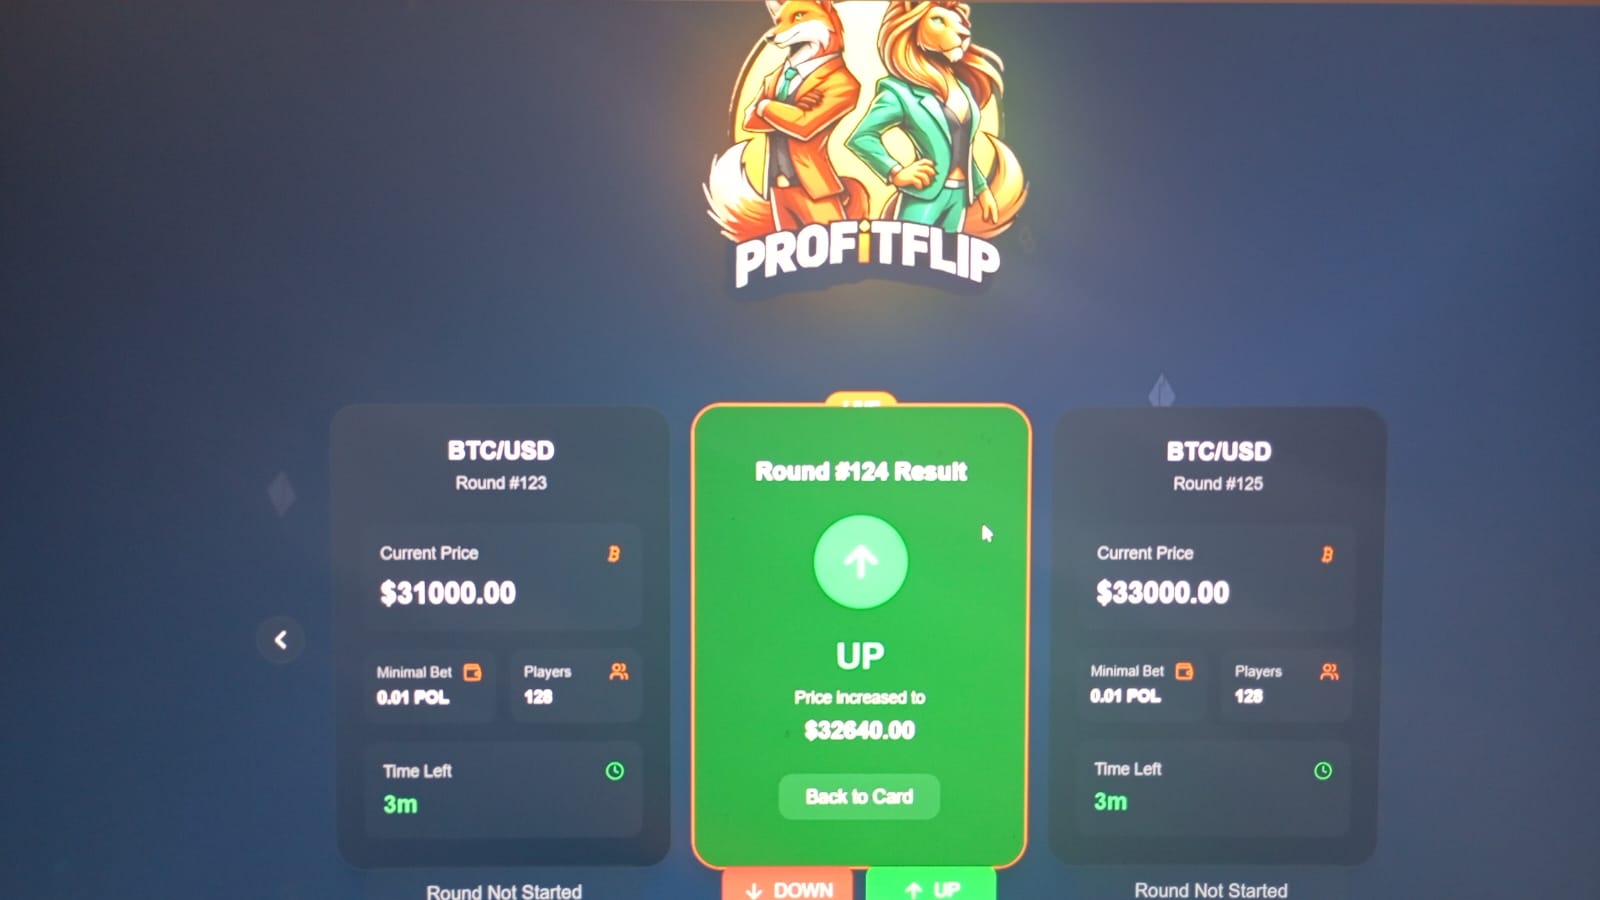 PROFiTFLIP
BTC/USD
Round #123
Current Price
$31000.00
Minimal Bet
0.01 POL
Players
128
Time Left
3m
Round Not Started
Round #124 Result
UP
Price increased to
$32640.00
Back to Card
DOWN
UP
BTC/USD
Round #125
Current Price
$33000.00
Minimal Bet
0.01 POL
Players
128
Time Left
3m
Round Not Started